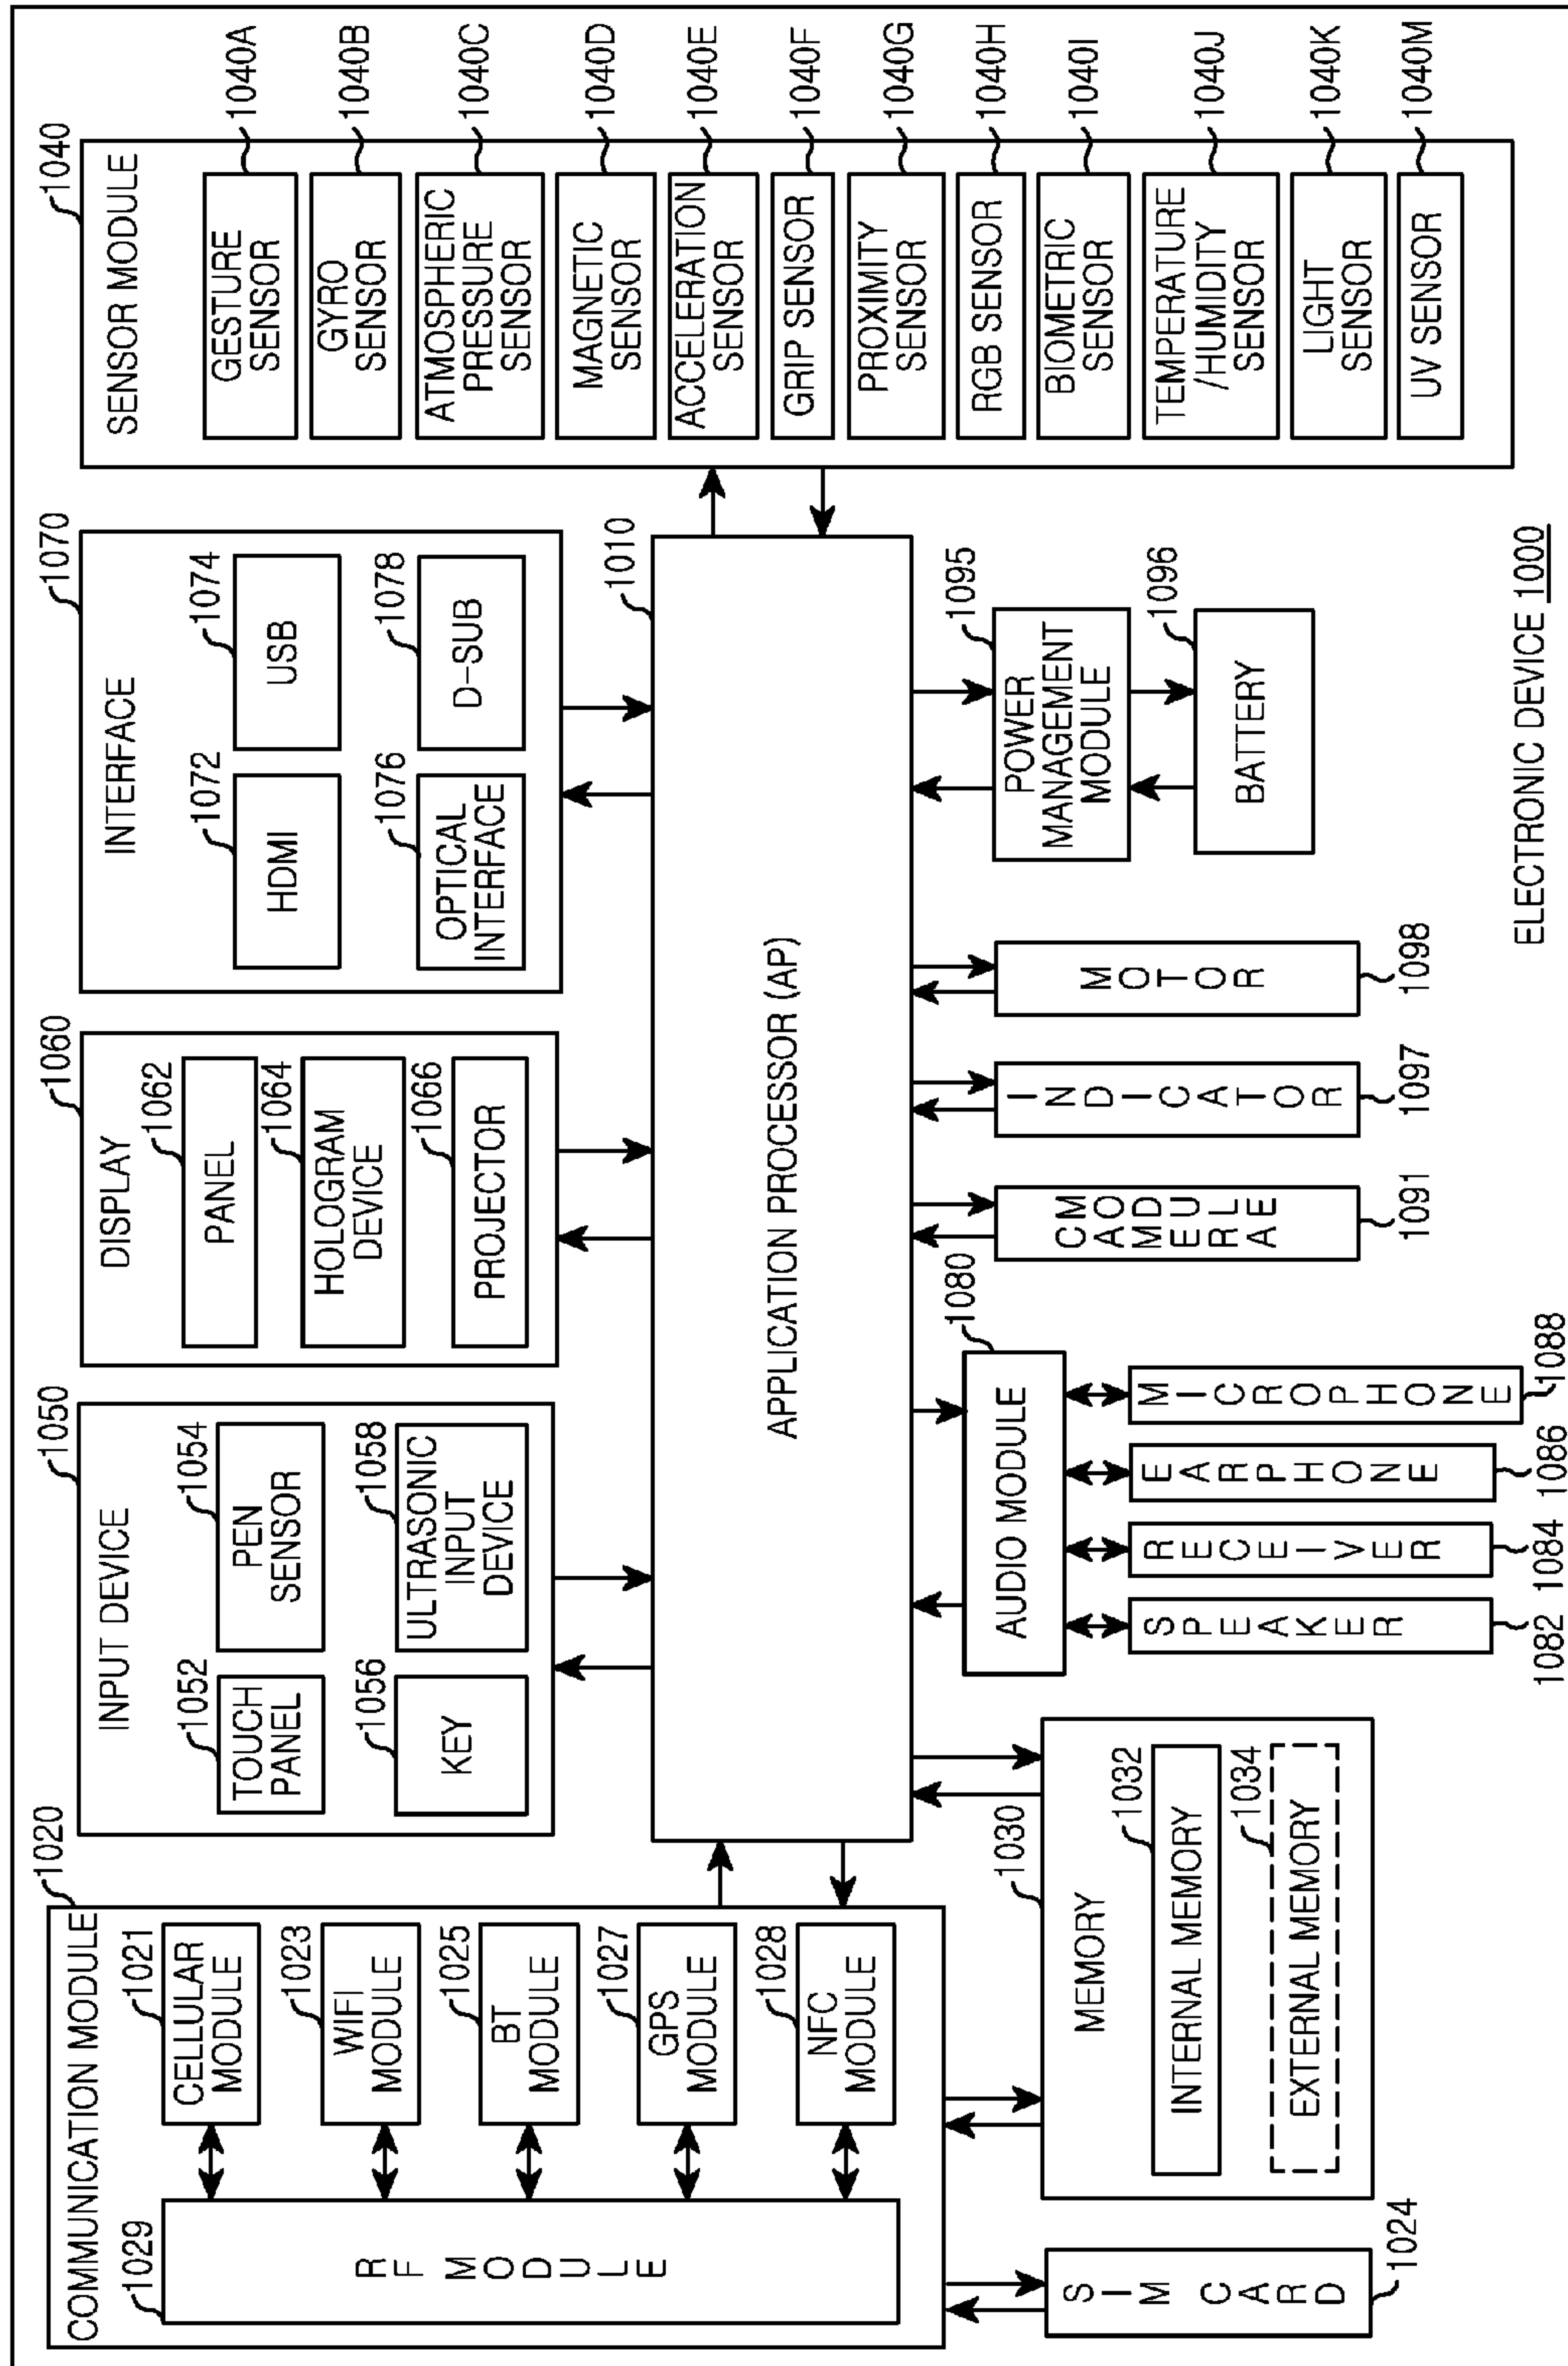 COMMUNICATION MODULE
1020
1029
RF MODULE
1021
CELLULAR
MODULE
1023
WIFI
MODULE
1025
BT
MODULE
1027
GPS
MODULE
1028
NFC
MODULE
1050
INPUT DEVICE
1052
TOUCH
PANEL
1054
PEN
SENSOR
1056
KEY
1058
ULTRASONIC
INPUT
DEVICE
1060
DISPLAY
1062
PANEL
1064
HOLOGRAM
DEVICE
1066
PROJECTOR
1070
INTERFACE
1072
HDMI
1074
USB
1076
OPTICAL
INTERFACE
1078
D-SUB
1040
SENSOR MODULE
GESTURE
SENSOR
1040A
GYRO
SENSOR
1040B
ATMOSPHERIC
PRESSURE
SENSOR
1040C
MAGNETIC
SENSOR
1040D
ACCELERATION
SENSOR
1040E
GRIP SENSOR
1040F
PROXIMITY
SENSOR
1040G
RGB SENSOR
1040H
BIOMETRIC
SENSOR
1040I
TEMPERATURE
/HUMIDITY
SENSOR
1040J
LIGHT
SENSOR
1040K
UV SENSOR
1040M
1010
APPLICATION PROCESSOR (AP)
SIM CARD
1024
1030
MEMORY
1032
INTERNAL MEMORY
1034
EXTERNAL MEMORY
1080
AUDIO MODULE
SPEAKER
1082
RECEIVER
1084
EARPHONE
1086
MICROPHONE
1088
CAMERA
MODULE
1091
INDICATOR
1097
MOTOR
1098
1095
POWER
MANAGEMENT
MODULE
1096
BATTERY
ELECTRONIC DEVICE 1000